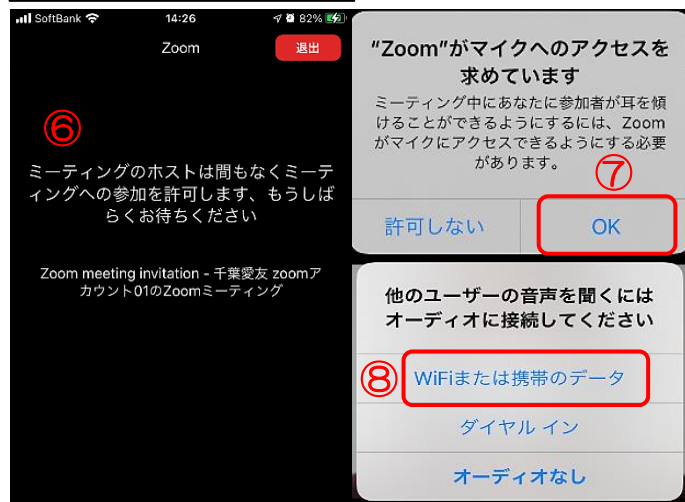 SoftBank 14:26 82%
Zoom 退出
⑥
ミーティングのホストは間もなくミーテ
ィングへの参加を許可します、もうしば
らくお待ちください
Zoom meeting invitation - 千葉愛友 zoomア
カウント01のZoomミーティング
"Zoom"がマイクへのアクセスを
求めています
ミーティング中にあなたに参加者が耳を傾
けることができるようにするには、Zoom
がマイクにアクセスできるようにする必要
があります。
⑦
許可しない OK
他のユーザーの音声を聞くには
オーディオに接続してください
⑧ WiFiまたは携帯のデータ
ダイヤル イン
オーディオなし